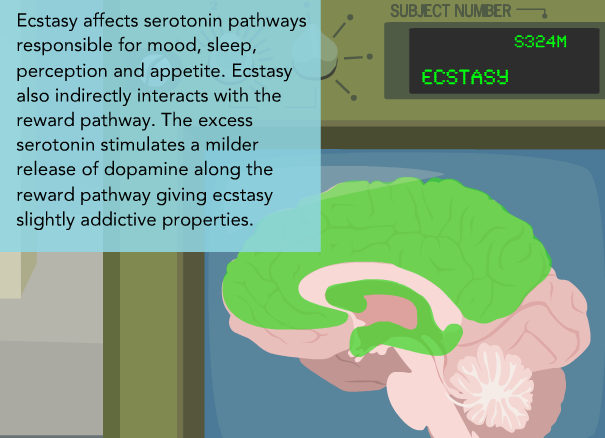 Ecstasy affects serotonin pathways
responsible for mood, sleep,
perception and appetite. Ecstasy
also indirectly interacts with the
reward pathway. The excess
serotonin stimulates a milder
release of dopamine along the
reward pathway giving ecstasy
slightly addictive properties.
SUBJECT NUMBER
S324M
ECSTASY